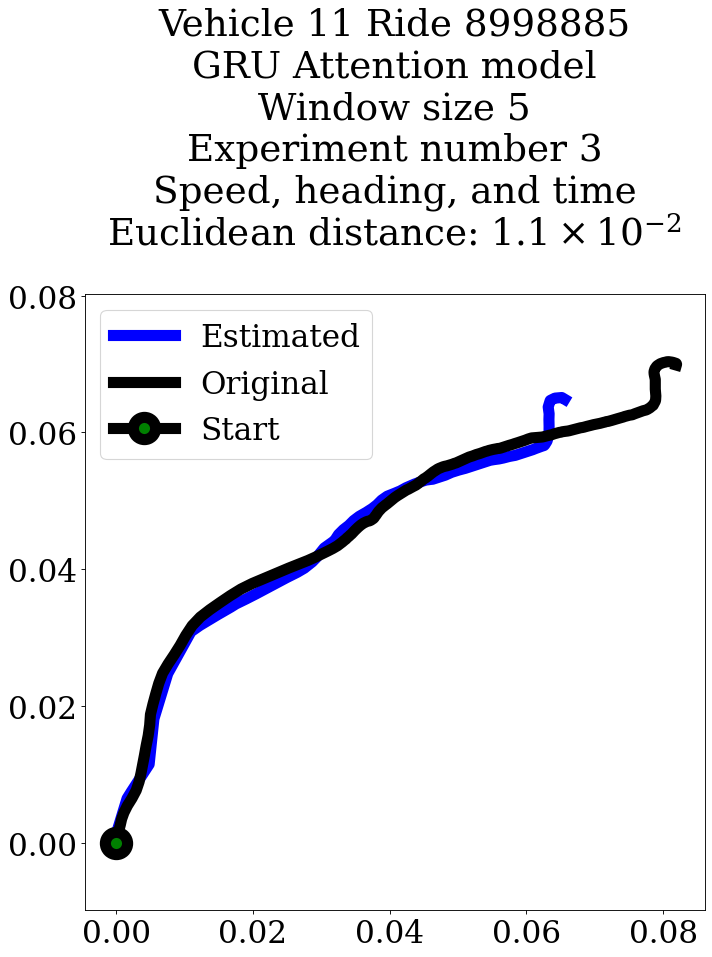 Vehicle 11 Ride 8998885
GRU Attention model
Window size 5
Experiment number 3
Speed, heading, and time
Euclidean distance: 1.1 × 10⁻²
0.08
0.06
0.04
0.02
0.00
Estimated
Original
Start
0.00 0.02 0.04 0.06 0.08